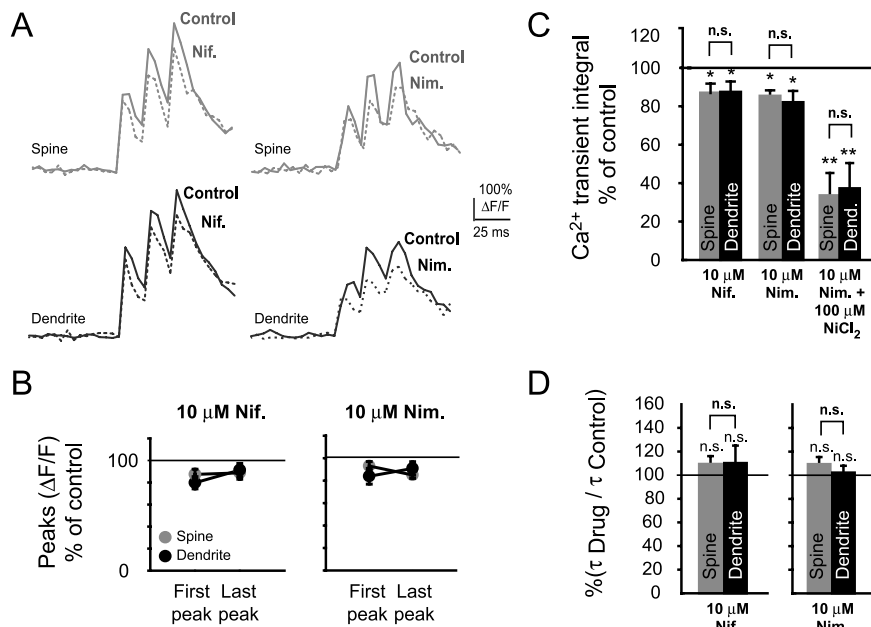 A
Control
Nif.
Spine
Control
Nim.
Spine
100%
ΔF/F
25 ms
Control
Nif.
Dendrite
Control
Nim.
Dendrite
B
10 μM Nif.
10 μM Nim.
Peaks (ΔF/F)
% of control
100
0
Spine
Dendrite
First
peak
Last
peak
First
peak
Last
peak
C
Ca2+ transient integral
% of control
120
100
80
60
40
20
0
n.s.
n.s.
n.s.
* *
* *
** **
Spine
Dendrite
Spine
Dendrite
Spine
Dend.
10 μM
Nif.
10 μM
Nim.
10 μM
Nim. +
100 μM
NiCl2
D
%(τ Drug / τ Control)
160
140
120
100
80
60
40
20
0
n.s.
n.s. n.s.
n.s.
n.s. n.s.
Spine
Dendrite
Spine
Dendrite
10 μM
Nif.
10 μM
Nim.